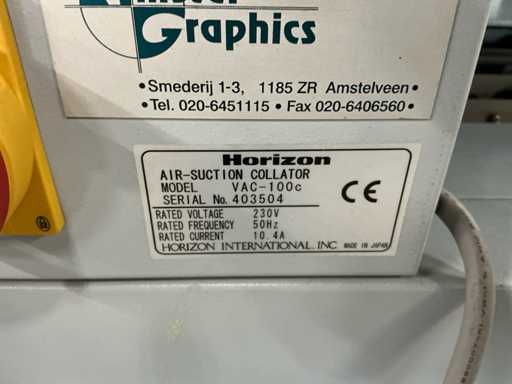 Graphics
•Smederij 1-3, 1185 ZR Amstelveen•
•Tel. 020-6451115 • Fax 020-6406560•
Horizon
AIR-SUCTION COLLATOR
MODEL VAC-100c
SERIAL No. 403504
CE
RATED VOLTAGE 230V
RATED FREQUENCY 50Hz
RATED CURRENT 10.4A
HORIZON INTERNATIONAL. INC. MADE IN JAPAN